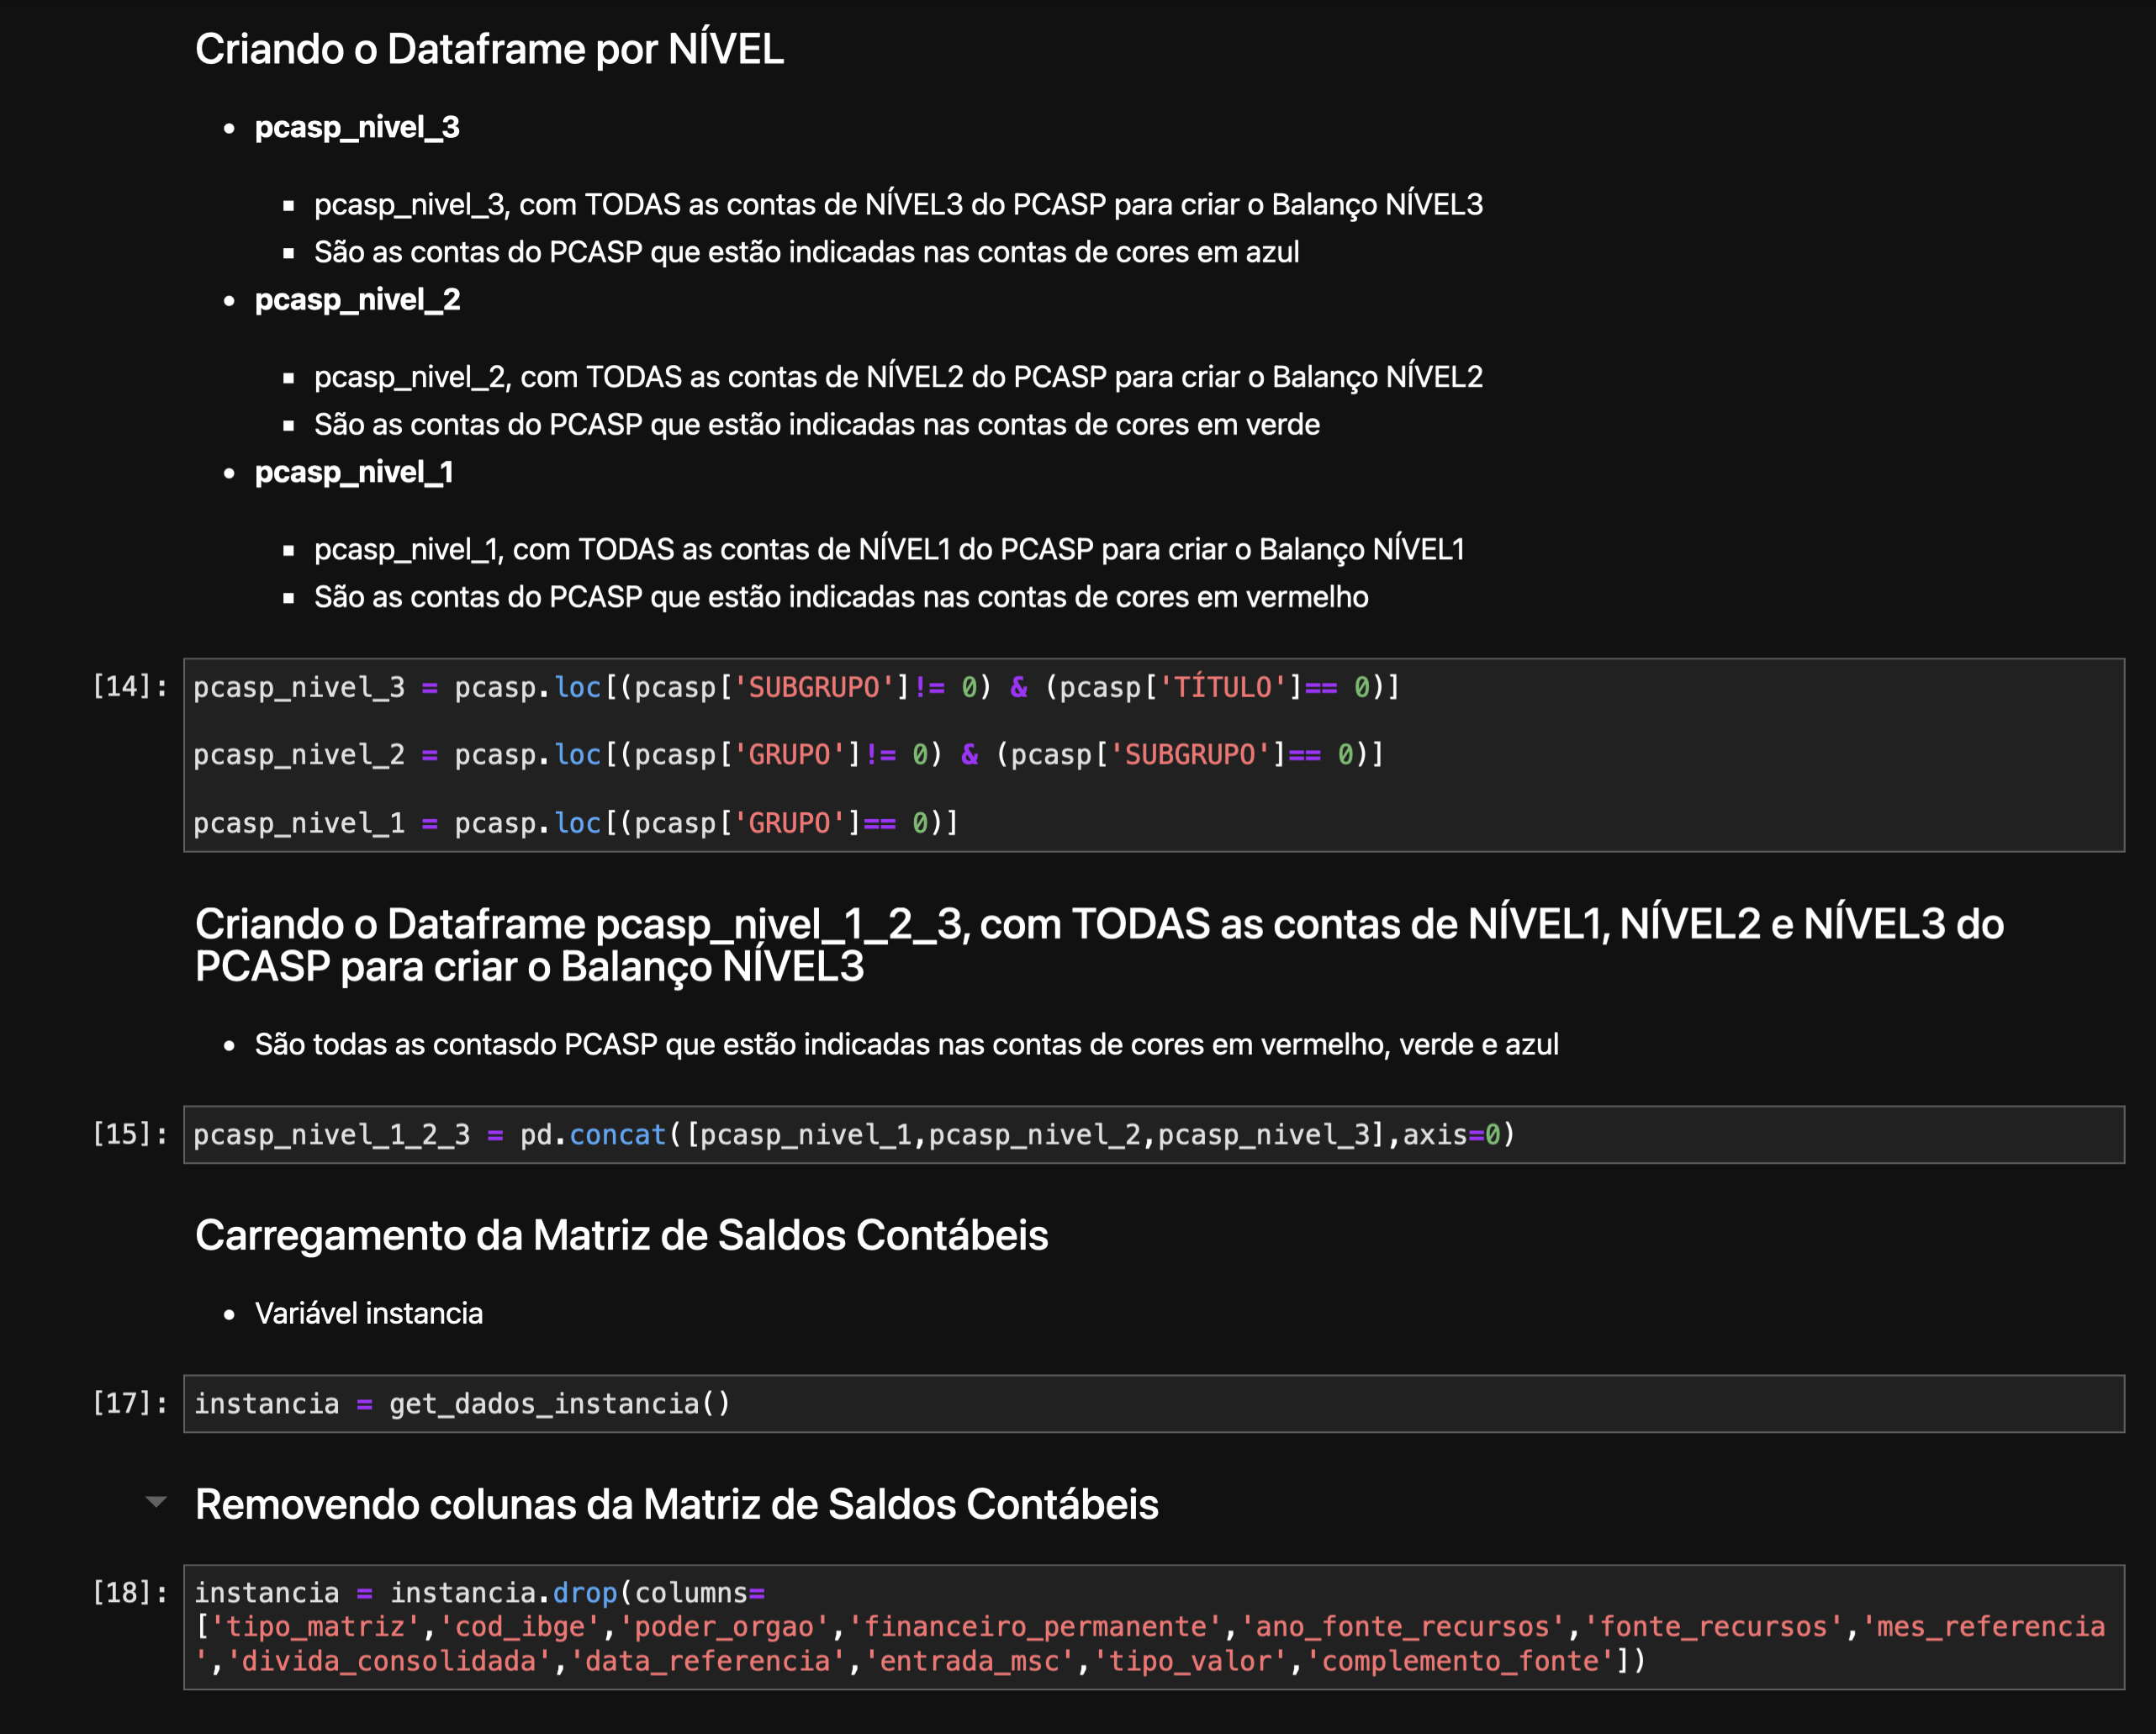 Criando o Dataframe por NÍVEL
• pcasp_nivel_3
▪ pcasp_nivel_3, com TODAS as contas de NÍVEL3 do PCASP para criar o Balanço NÍVEL3
▪ São as contas do PCASP que estão indicadas nas contas de cores em azul
• pcasp_nivel_2
▪ pcasp_nivel_2, com TODAS as contas de NÍVEL2 do PCASP para criar o Balanço NÍVEL2
▪ São as contas do PCASP que estão indicadas nas contas de cores em verde
• pcasp_nivel_1
▪ pcasp_nivel_1, com TODAS as contas de NÍVEL1 do PCASP para criar o Balanço NÍVEL1
▪ São as contas do PCASP que estão indicadas nas contas de cores em vermelho
[14]: pcasp_nivel_3 = pcasp.loc[(pcasp['SUBGRUPO']!= 0) & (pcasp['TÍTULO']== 0)]
pcasp_nivel_2 = pcasp.loc[(pcasp['GRUPO']!= 0) & (pcasp['SUBGRUPO']== 0)]
pcasp_nivel_1 = pcasp.loc[(pcasp['GRUPO']== 0)]
Criando o Dataframe pcasp_nivel_1_2_3, com TODAS as contas de NÍVEL1, NÍVEL2 e NÍVEL3 do
PCASP para criar o Balanço NÍVEL3
• São todas as contasdo PCASP que estão indicadas nas contas de cores em vermelho, verde e azul
[15]: pcasp_nivel_1_2_3 = pd.concat([pcasp_nivel_1,pcasp_nivel_2,pcasp_nivel_3],axis=0)
Carregamento da Matriz de Saldos Contábeis
• Variável instancia
[17]: instancia = get_dados_instancia()
Removendo colunas da Matriz de Saldos Contábeis
[18]: instancia = instancia.drop(columns=
['tipo_matriz','cod_ibge','poder_orgao','financeiro_permanente','ano_fonte_recursos','fonte_recursos','mes_referencia
','divida_consolidada','data_referencia','entrada_msc','tipo_valor','complemento_fonte'])